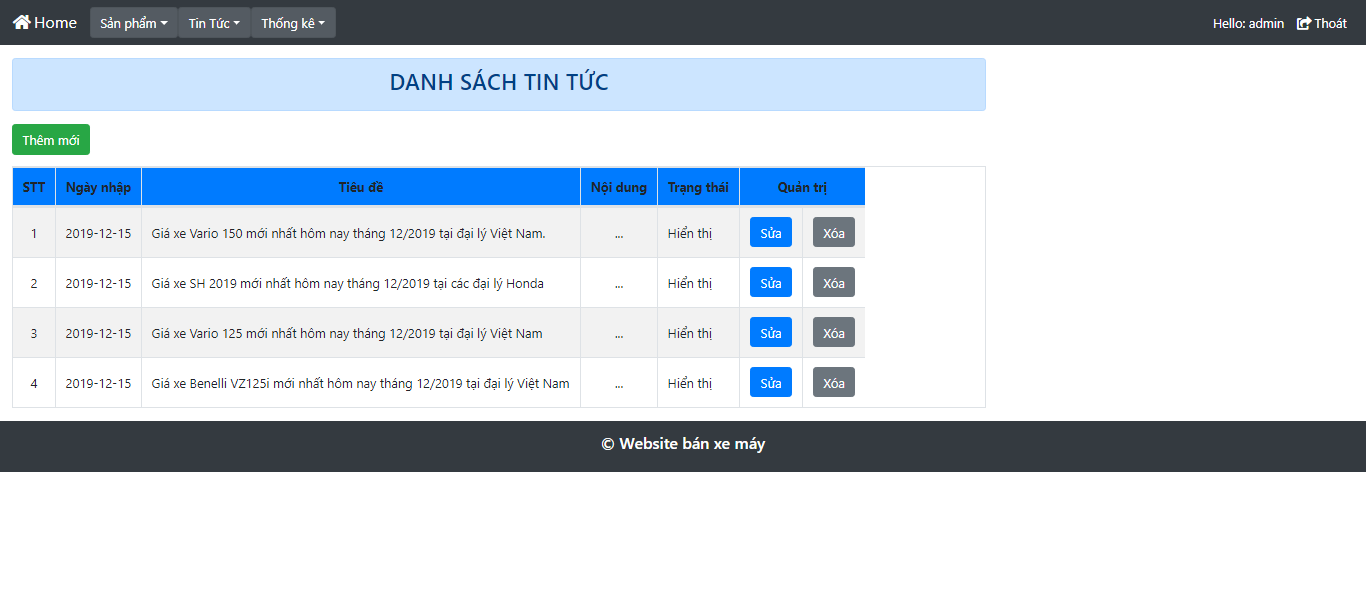 Home Sản phẩm Tin Tức Thống kê Hello: admin Thoát
DANH SÁCH TIN TỨC
Thêm mới
STT Ngày nhập Tiêu đề Nội dung Trạng thái Quản trị
1 2019-12-15 Giá xe Vario 150 mới nhất hôm nay tháng 12/2019 tại đại lý Việt Nam. ... Hiển thị Sửa Xóa
2 2019-12-15 Giá xe SH 2019 mới nhất hôm nay tháng 12/2019 tại các đại lý Honda ... Hiển thị Sửa Xóa
3 2019-12-15 Giá xe Vario 125 mới nhất hôm nay tháng 12/2019 tại đại lý Việt Nam ... Hiển thị Sửa Xóa
4 2019-12-15 Giá xe Benelli VZ125i mới nhất hôm nay tháng 12/2019 tại đại lý Việt Nam ... Hiển thị Sửa Xóa
© Website bán xe máy